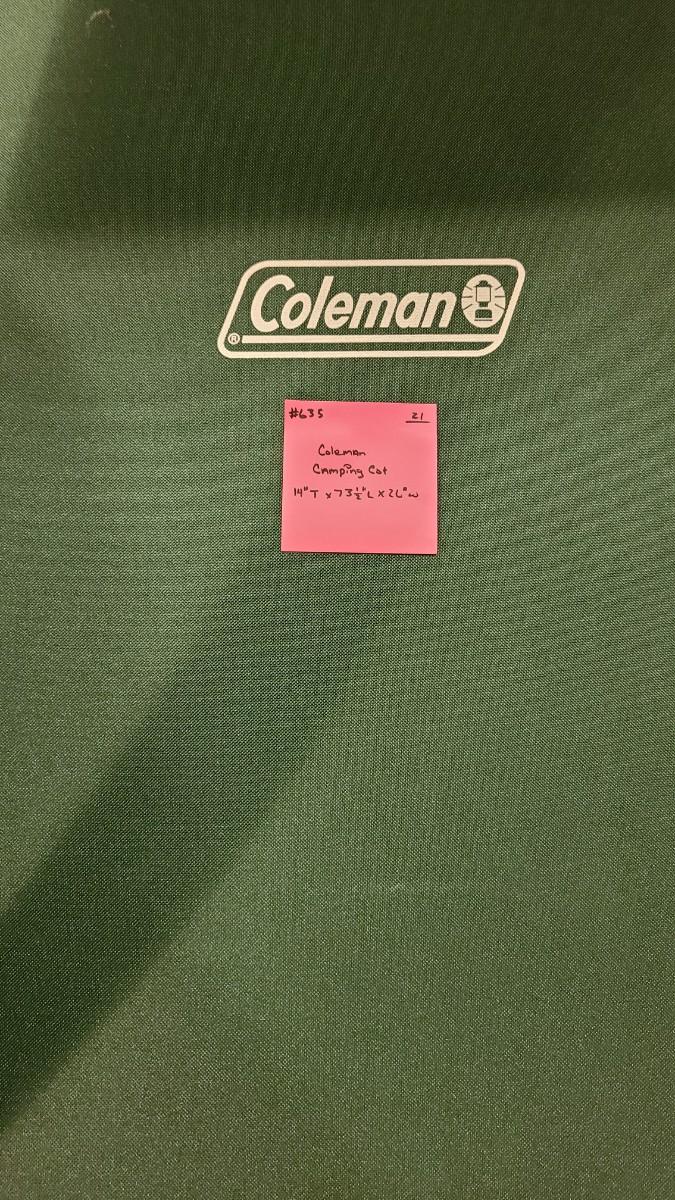 Coleman
®
#635 21
Coleman
Camping Cot
14" T x 73½" L x 26" W